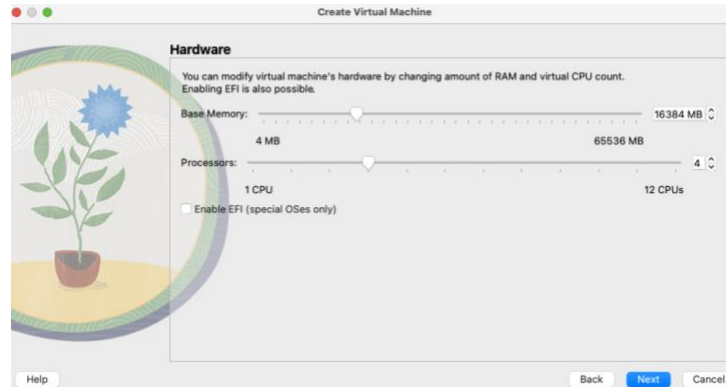 Create Virtual Machine
Hardware
You can modify virtual machine's hardware by changing amount of RAM and virtual CPU count.
Enabling EFI is also possible.
Base Memory: 16384 MB
4 MB 65536 MB
Processors: 4
1 CPU 12 CPUs
Enable EFI (special OSes only)
Help Back Next Cancel